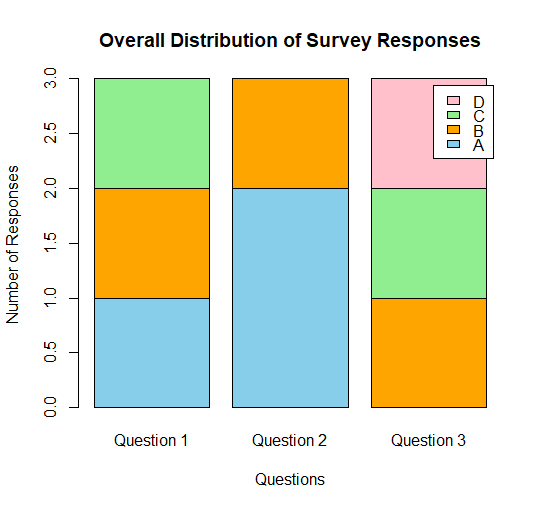 Overall Distribution of Survey Responses
Number of Responses
3.0
2.5
2.0
1.5
1.0
0.5
0.0
D
C
B
A
Question 1
Question 2
Question 3
Questions